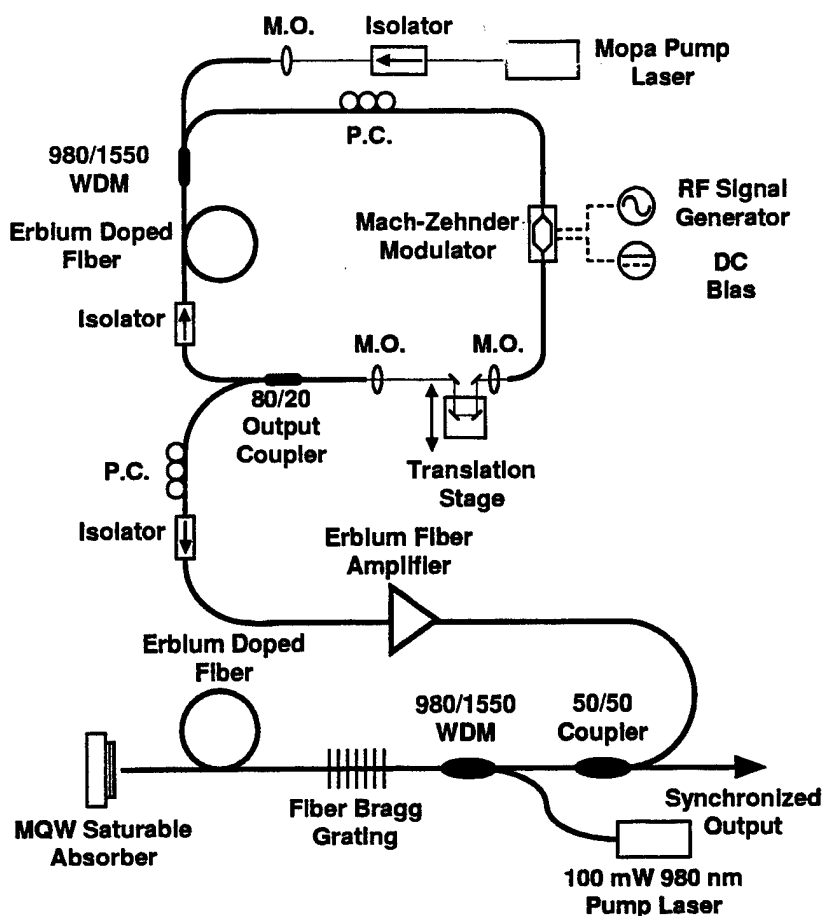 M.O.
Isolator
Mopa Pump
Laser
P.C.
980/1550
WDM
Erbium Doped
Fiber
Mach-Zehnder
Modulator
RF Signal
Generator
DC
Bias
Isolator
M.O.
M.O.
80/20
Output
Coupler
Translation
Stage
P.C.
Isolator
Erbium Fiber
Amplifier
Erbium Doped
Fiber
980/1550
WDM
50/50
Coupler
Fiber Bragg
Grating
MQW Saturable
Absorber
Synchronized
Output
100 mW 980 nm
Pump Laser